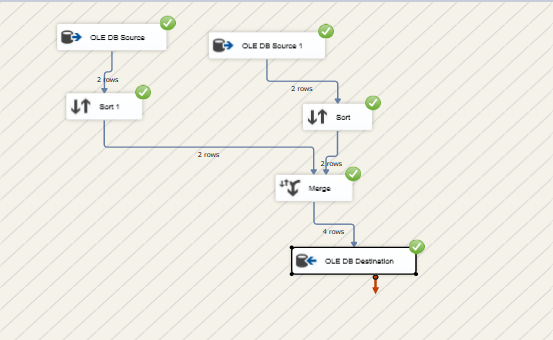 OLE DB Source
OLE DB Source 1
2 rows
2 rows
Sort 1
Sort
2 rows
2 rows
Merge
4 rows
OLE DB Destination